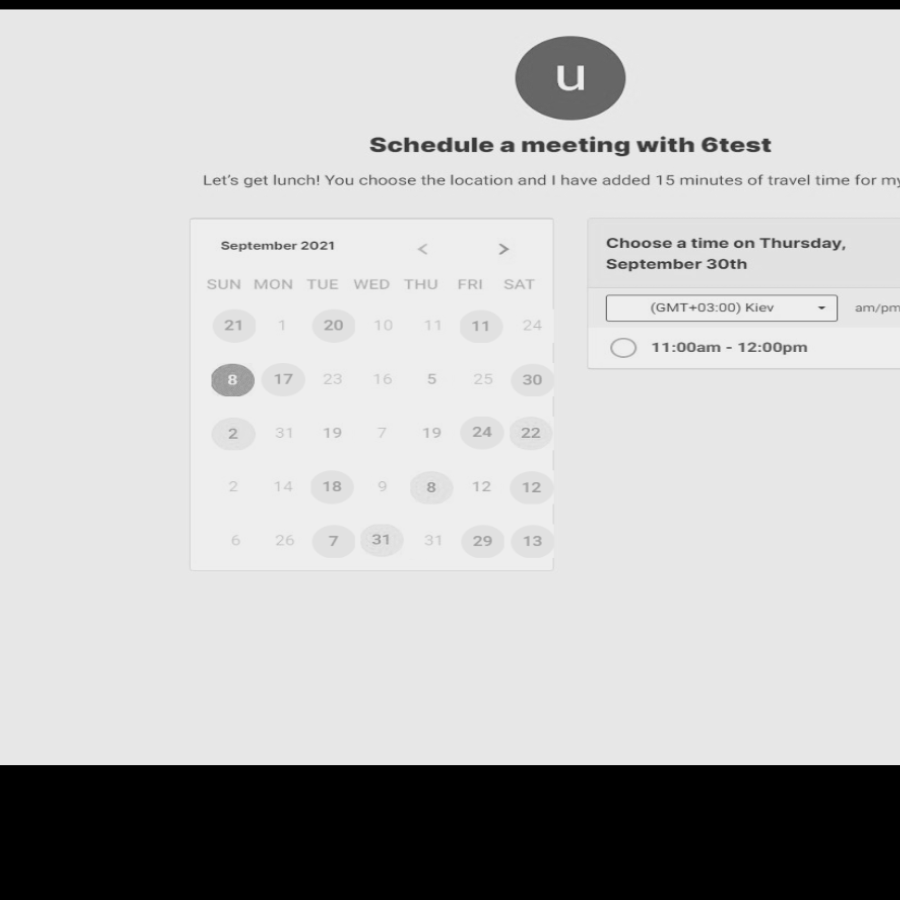 u
Schedule a meeting with 6test
Let's get lunch! You choose the location and I have added 15 minutes of travel time for my
September 2021 < >
SUN MON TUE WED THU FRI SAT
21 1 20 10 11 11 24
8 17 23 16 5 25 30
2 31 19 7 19 24 22
2 14 18 9 8 12 12
6 26 7 31 31 29 13
Choose a time on Thursday,
September 30th
(GMT+03:00) Kiev am/pm
11:00am - 12:00pm